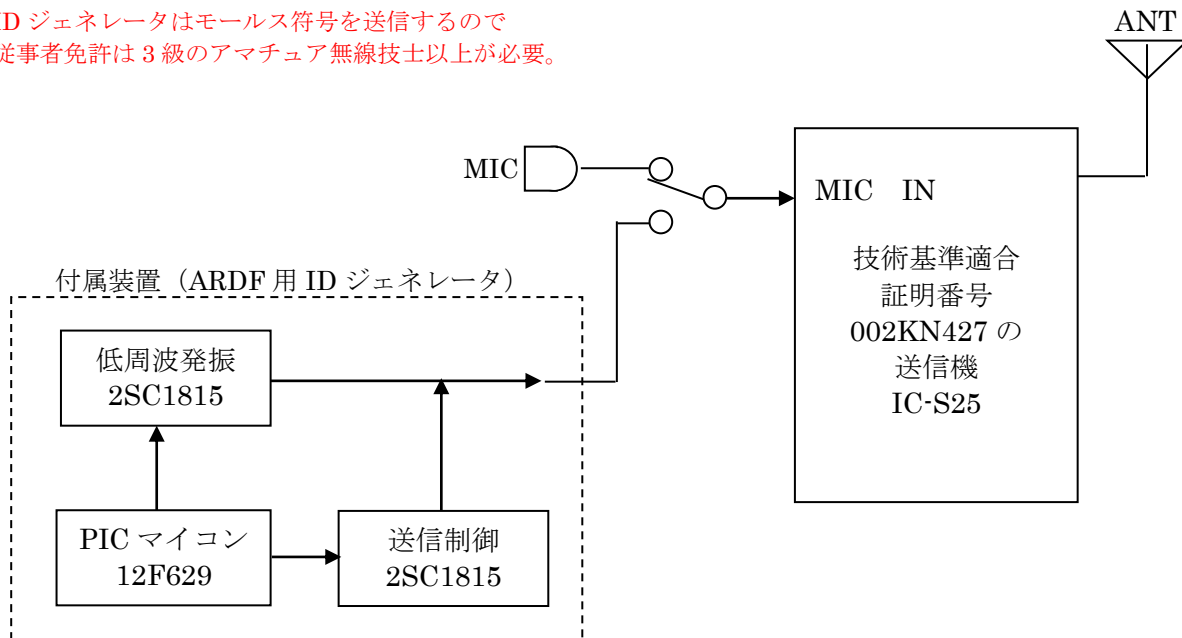 ID ジェネレータはモールス符号を送信するので
従事者免許は 3 級のアマチュア無線技士以上が必要。
ANT
MIC
MIC IN
技術基準適合
証明番号
002KN427 の
送信機
IC-S25
付属装置（ARDF 用 ID ジェネレータ）
低周波発振
2SC1815
PIC マイコン
12F629
送信制御
2SC1815